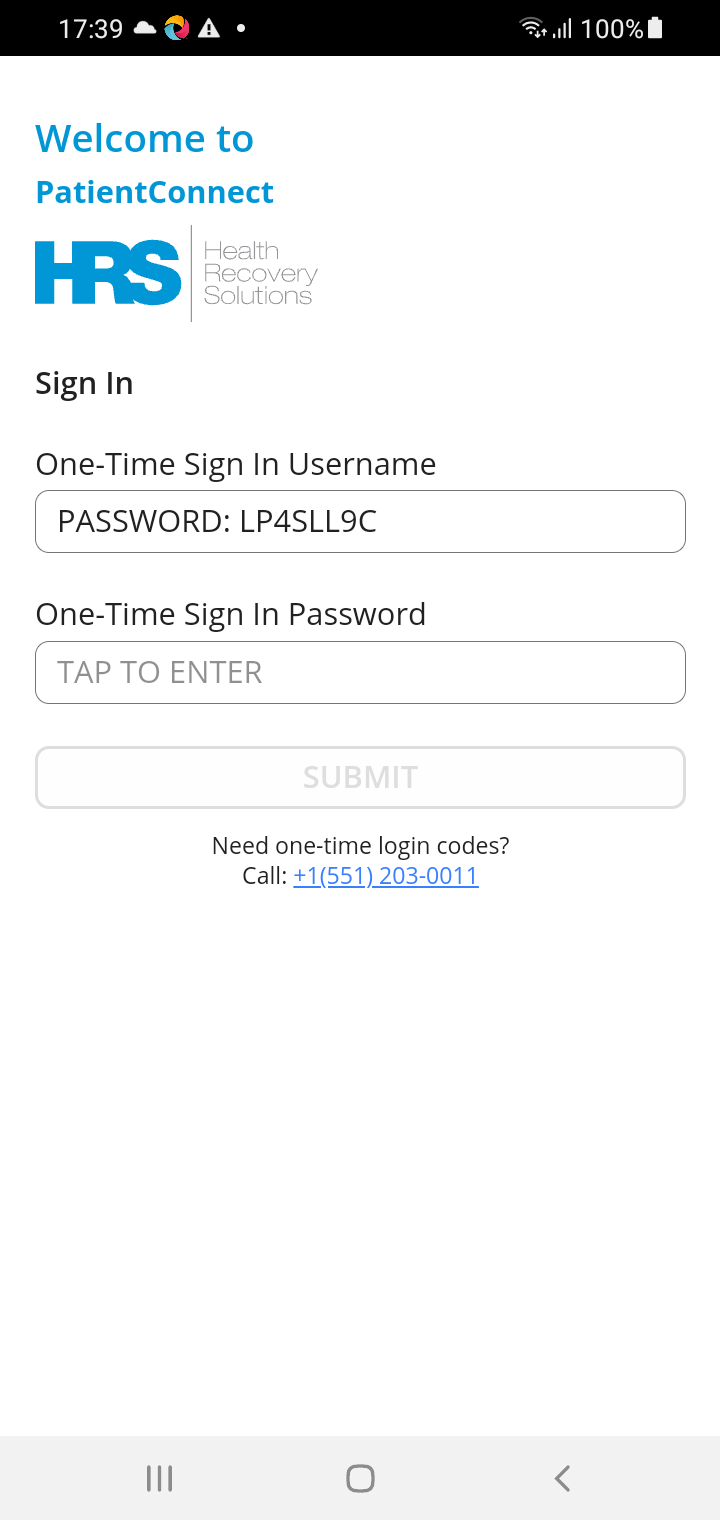 17:39
100%
Welcome to
PatientConnect
HRS
Health
Recovery
Solutions
Sign In
One-Time Sign In Username
PASSWORD: LP4SLL9C
One-Time Sign In Password
TAP TO ENTER
SUBMIT
Need one-time login codes?
Call: +1(551) 203-0011